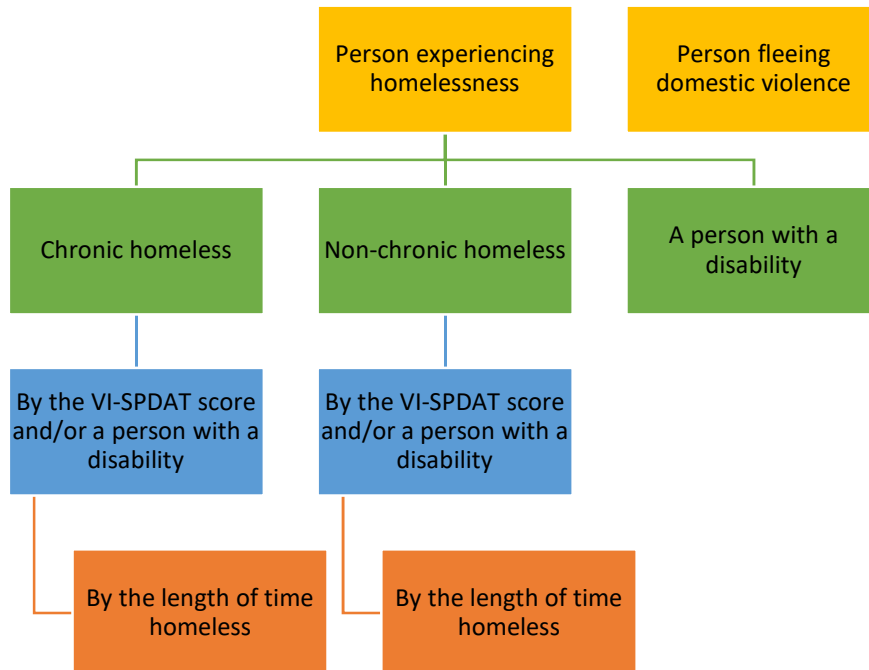 Person experiencing
homelessness
Person fleeing
domestic violence
Chronic homeless
Non-chronic homeless
A person with a
disability
By the VI-SPDAT score
and/or a person with a
disability
By the VI-SPDAT score
and/or a person with a
disability
By the length of time
homeless
By the length of time
homeless